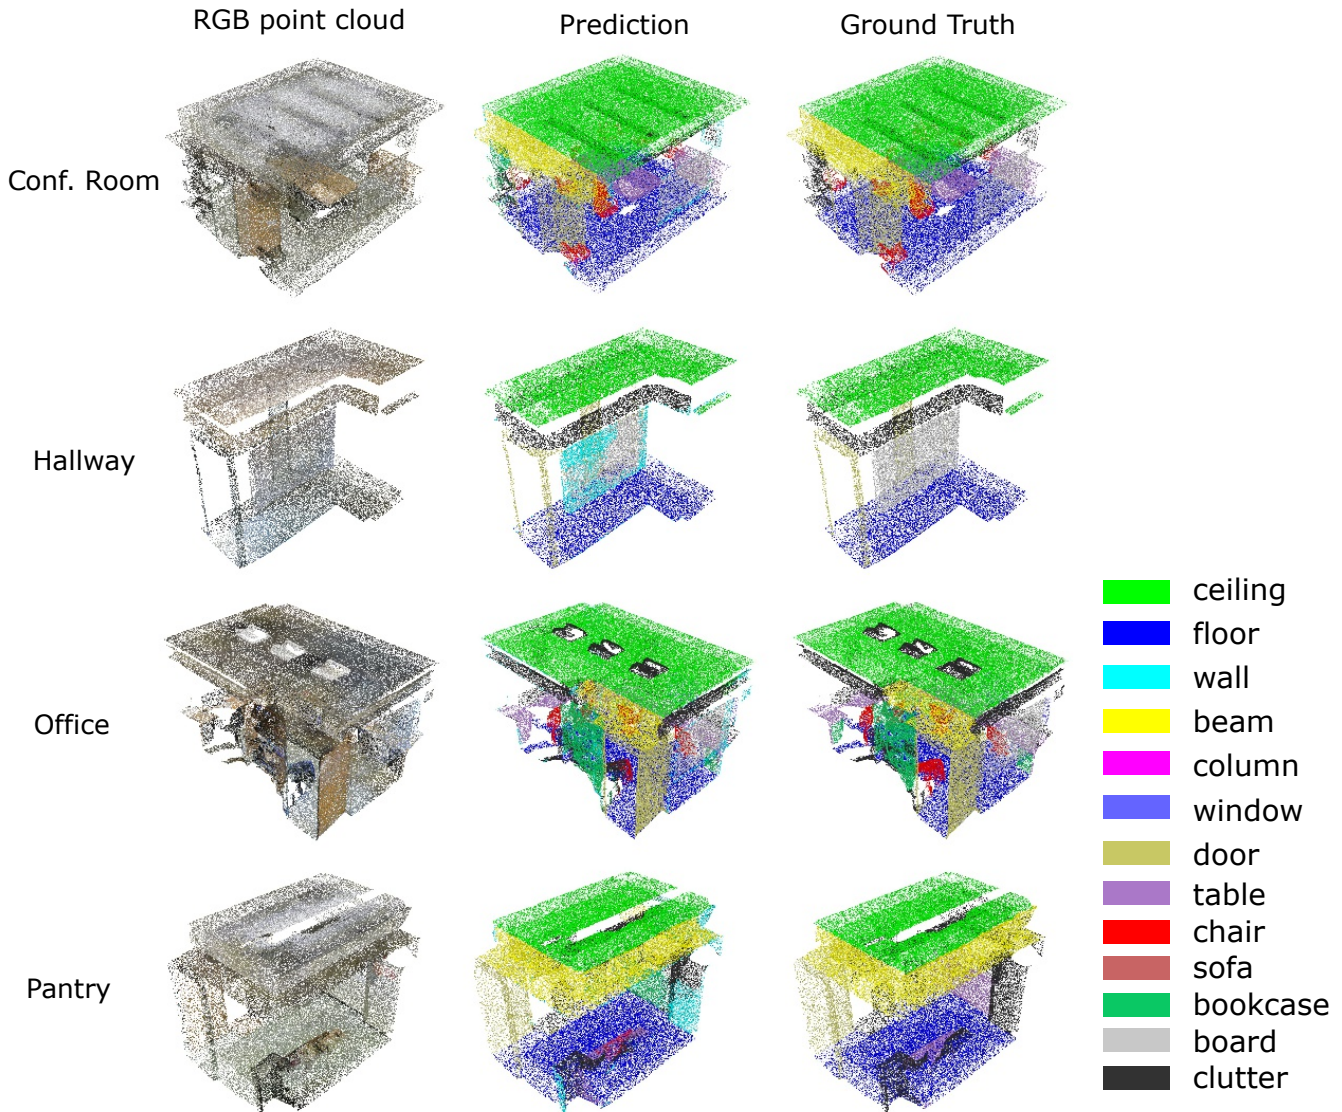 RGB point cloud
Prediction
Ground Truth
Conf. Room
Hallway
Office
Pantry
ceiling
floor
wall
beam
column
window
door
table
chair
sofa
bookcase
board
clutter